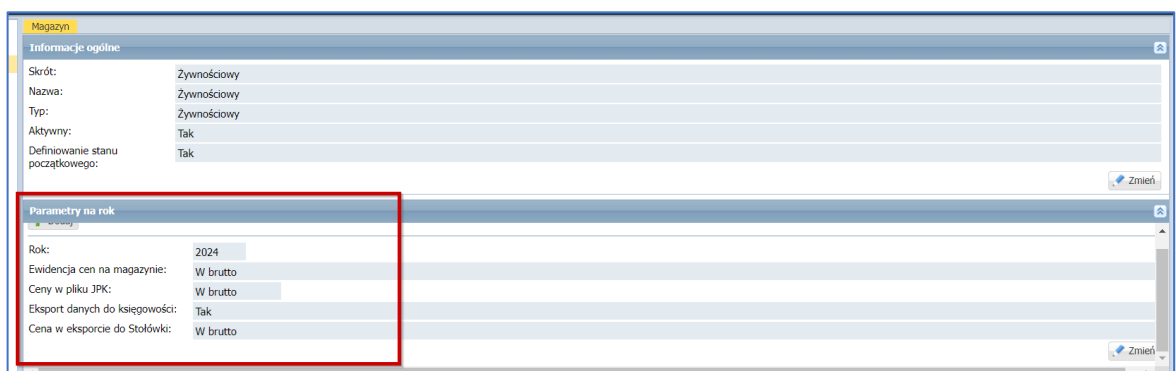 Magazyn
Informacje ogólne
Skrót: Żywnościowy
Nazwa: Żywnościowy
Typ: Żywnościowy
Aktywny: Tak
Definiowanie stanu Tak
początkowego:
Zmień
Parametry na rok
Dodaj
Rok: 2024
Ewidencja cen na magazynie: W brutto
Ceny w pliku JPK: W brutto
Eksport danych do księgowości: Tak
Cena w eksporcie do Stołówki: W brutto
Zmień